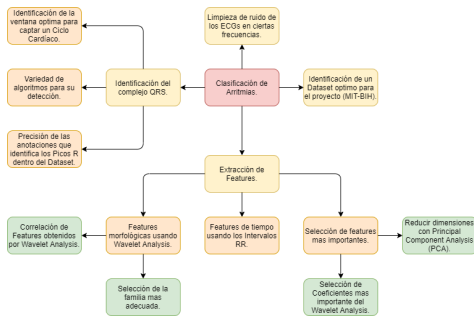 Identificación de la
ventana optima para
captar un Ciclo
Cardíaco.
Limpieza de ruido de
los ECGs en ciertas
frecuencias.
Variedad de
algoritmos para su
detección.
Identificación del
complejo QRS.
Clasificación de
Arritmias.
Identificación de un
Dataset optimo para
el proyecto (MIT-BIH).
Precisión de las
anotaciones que
identifica los Picos R
dentro del Dataset.
Extracción de
Features.
Correlación de
Features obtenidos
por Wavelet Analysis.
Features
morfológicas usando
Wavelet Analysis.
Features de tiempo
usando los Intervalos
RR.
Selección de features
mas importantes.
Reducir dimensiones
con Principal
Component Analysis
(PCA).
Selección de la
familia mas
adecuada.
Selección de
Coeficientes mas
importante del
Wavelet Analysis.